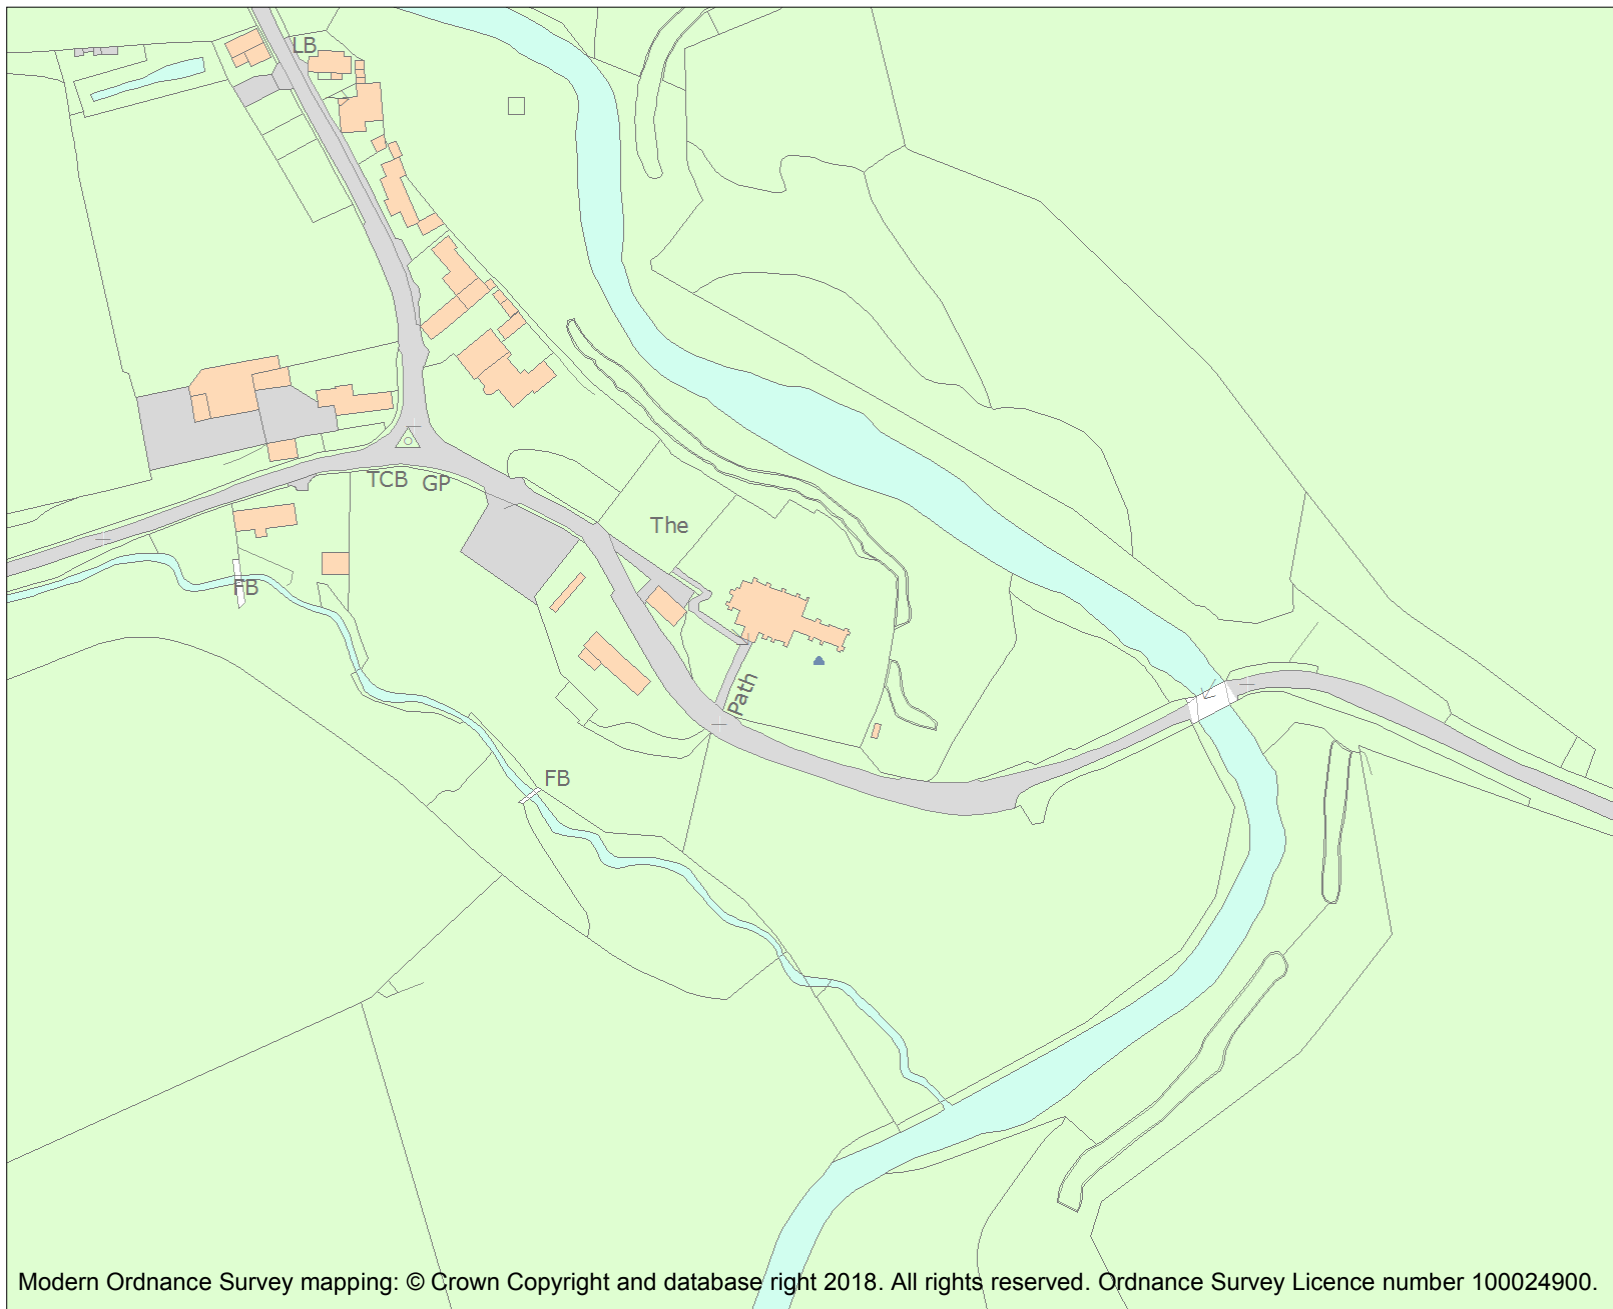 LB
TCB GP
The
FB
Path
FB
Modern Ordnance Survey mapping: © Crown Copyright and database right 2018. All rights reserved. Ordnance Survey Licence number 100024900.